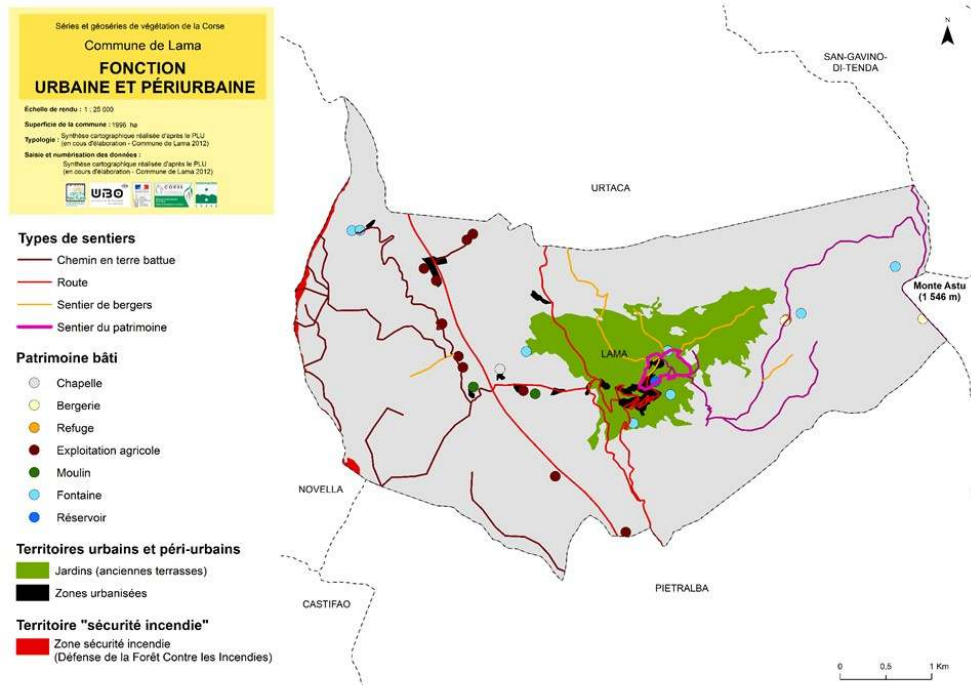 Séries et géoséries de végétation de la Corse
Commune de Lama
FONCTION
URBAINE ET PÉRIURBAINE
Échelle de rendu : 1 : 25 000
Superficie de la commune : 1996 ha
Typologie : Synthèse cartographique réalisée d'après le PLU
(en cours d'élaboration - Commune de Lama 2012)
Saisie et numérisation des données :
Synthèse cartographique réalisée d'après le PLU
(en cours d'élaboration - Commune de Lama 2012)
UBO
Types de sentiers
Chemin en terre battue
Route
Sentier de bergers
Sentier du patrimoine
Patrimoine bâti
Chapelle
Bergerie
Refuge
Exploitation agricole
Moulin
Fontaine
Réservoir
Territoires urbains et péri-urbains
Jardins (anciennes terrasses)
Zones urbanisées
Territoire "sécurité incendie"
Zone sécurité incendie
(Défense de la Forêt Contre les Incendies)
N
SAN-GAVINO-
DI-TENDA
URTACA
Monte Astu
(1 546 m)
LAMA
NOVELLA
PIETRALBA
CASTIFAO
0 0.5 1 Km